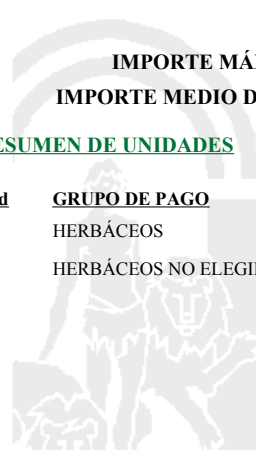 IMPORTE MÁ
IMPORTE MEDIO D
ESUMEN DE UNIDADES
d GRUPO DE PAGO
HERBÁCEOS
HERBÁCEOS NO ELEGI